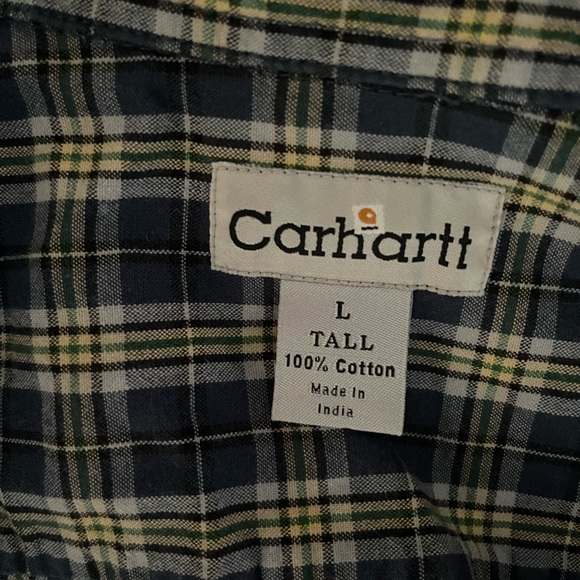 Carhartt
L
TALL
100% Cotton
Made In
India